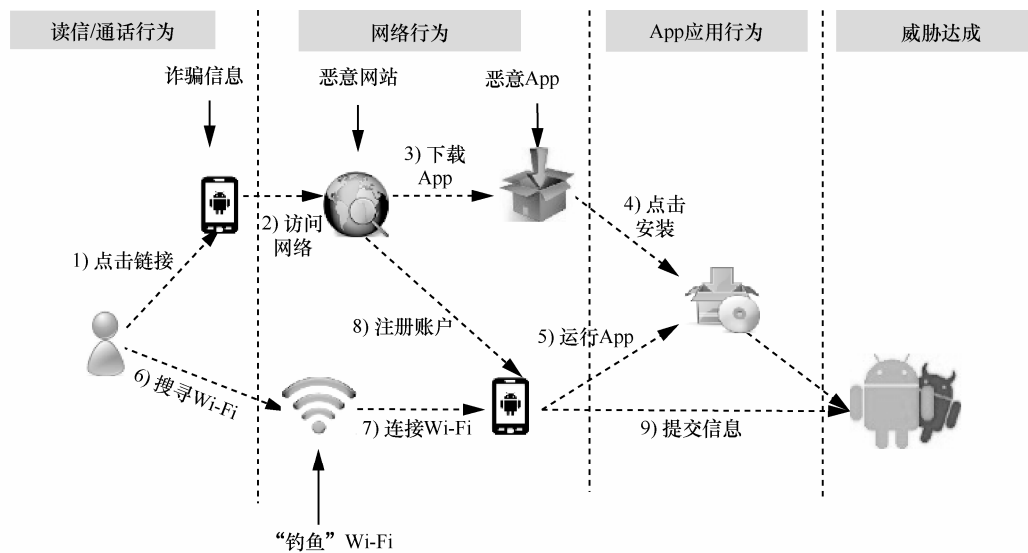 读信/通话行为
网络行为
App应用行为
威胁达成
诈骗信息
恶意网站
恶意App
3) 下载
App
2) 访问
网络
4) 点击
安装
1) 点击链接
8) 注册账户
5) 运行App
6) 搜寻Wi-Fi
7) 连接Wi-Fi
9) 提交信息
“钓鱼” Wi-Fi